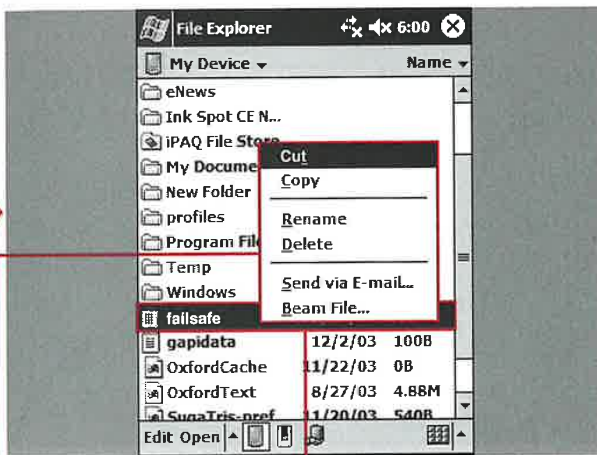 File Explorer 6:00
My Device Name
eNews
Ink Spot CE N...
iPAQ File Store
My Docume
New Folder
profiles
Program File
Temp
Windows
Cut
Copy
Rename
Delete
Send via E-mail...
Beam File...
failsafe
gapidata 12/2/03 100B
OxfordCache 11/22/03 0B
OxfordText 8/27/03 4.88M
SugaTris-pref 11/20/03 540B
Edit Open